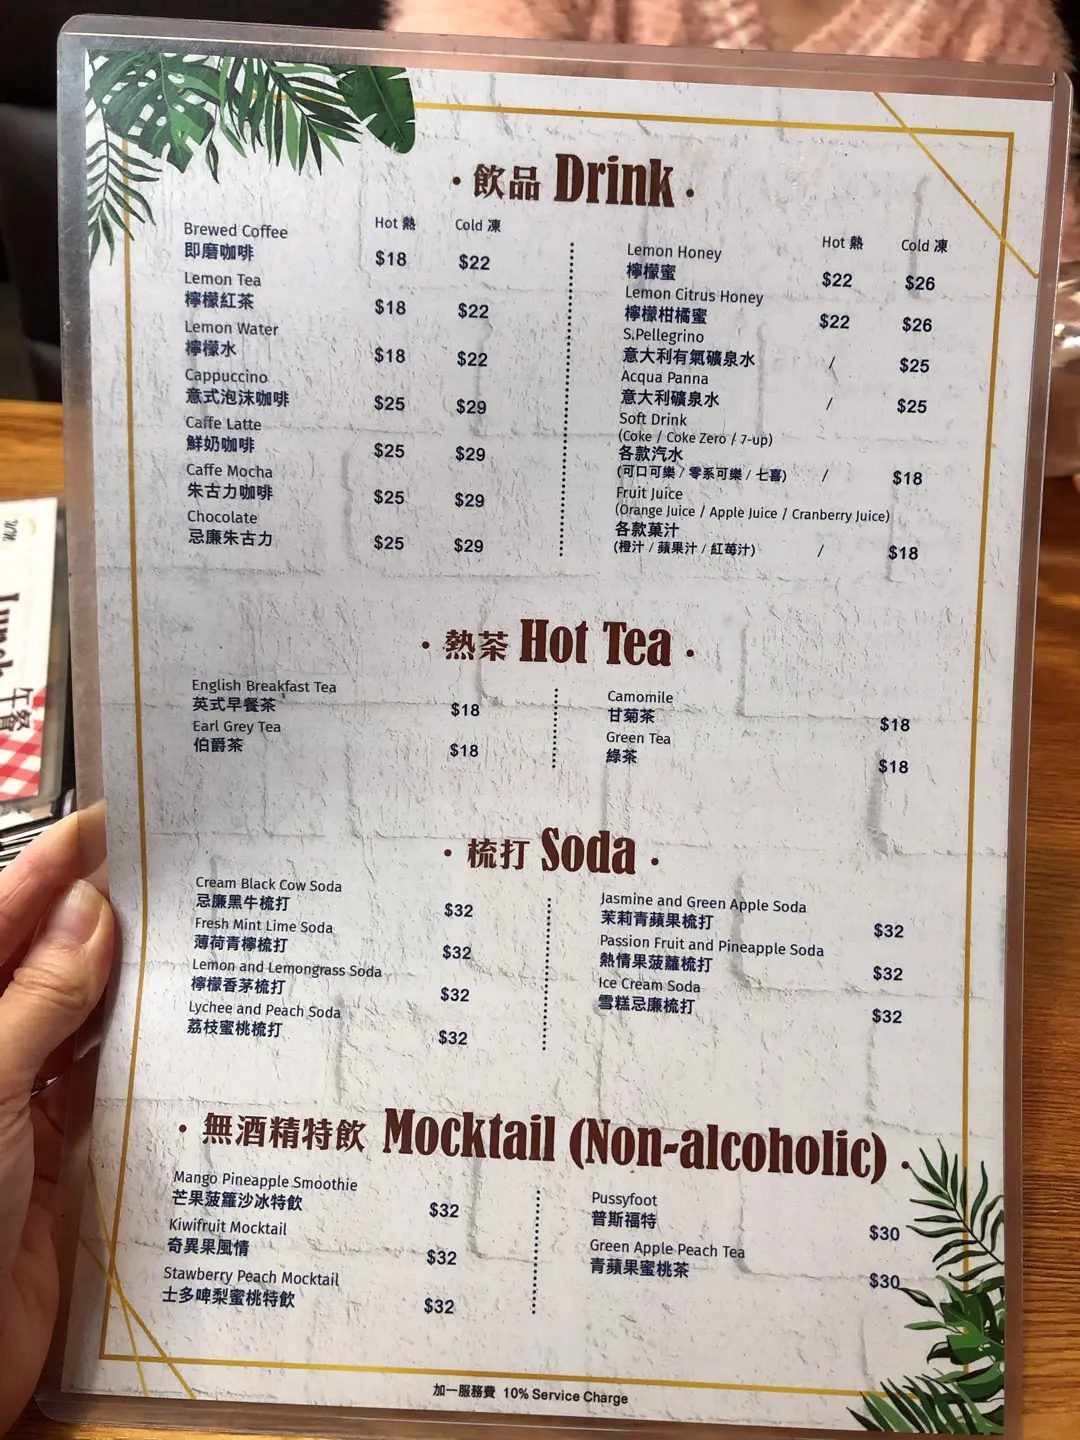 · 飲品 Drink ·
Hot 熱 Cold 凍
Brewed Coffee
即磨咖啡 $18 $22
Lemon Tea
檸檬紅茶 $18 $22
Lemon Water
檸檬水 $18 $22
Cappuccino
意式泡沫咖啡 $25 $29
Caffe Latte
鮮奶咖啡 $25 $29
Caffe Mocha
朱古力咖啡 $25 $29
Chocolate
忌廉朱古力 $25 $29
Hot 熱 Cold 凍
Lemon Honey
檸檬蜜 $22 $26
Lemon Citrus Honey
檸檬柑橘蜜 $22 $26
S.Pellegrino
意大利有氣礦泉水 / $25
Acqua Panna
意大利礦泉水 / $25
Soft Drink
(Coke / Coke Zero / 7-up)
各款汽水
(可口可樂 / 零系可樂 / 七喜) / $18
Fruit Juice
(Orange Juice / Apple Juice / Cranberry Juice)
各款菓汁
(橙汁 / 蘋果汁 / 紅莓汁) / $18
· 熱茶 Hot Tea ·
English Breakfast Tea
英式早餐茶 $18
Earl Grey Tea
伯爵茶 $18
Camomile
甘菊茶 $18
Green Tea
綠茶 $18
· 梳打 Soda ·
Cream Black Cow Soda
忌廉黑牛梳打 $32
Fresh Mint Lime Soda
薄荷青檸梳打 $32
Lemon and Lemongrass Soda
檸檬香茅梳打 $32
Lychee and Peach Soda
荔枝蜜桃梳打 $32
Jasmine and Green Apple Soda
茉莉青蘋果梳打 $32
Passion Fruit and Pineapple Soda
熱情果菠蘿梳打 $32
Ice Cream Soda
雪糕忌廉梳打 $32
· 無酒精特飲 Mocktail (Non-alcoholic) ·
Mango Pineapple Smoothie
芒果菠籮沙冰特飲 $32
Kiwifruit Mocktail
奇異果風情 $32
Stawberry Peach Mocktail
士多啤梨蜜桃特飲 $32
Pussyfoot
普斯福特 $30
Green Apple Peach Tea
青蘋果蜜桃茶 $30
加一服務費 10% Service Charge
Lunch 午餐